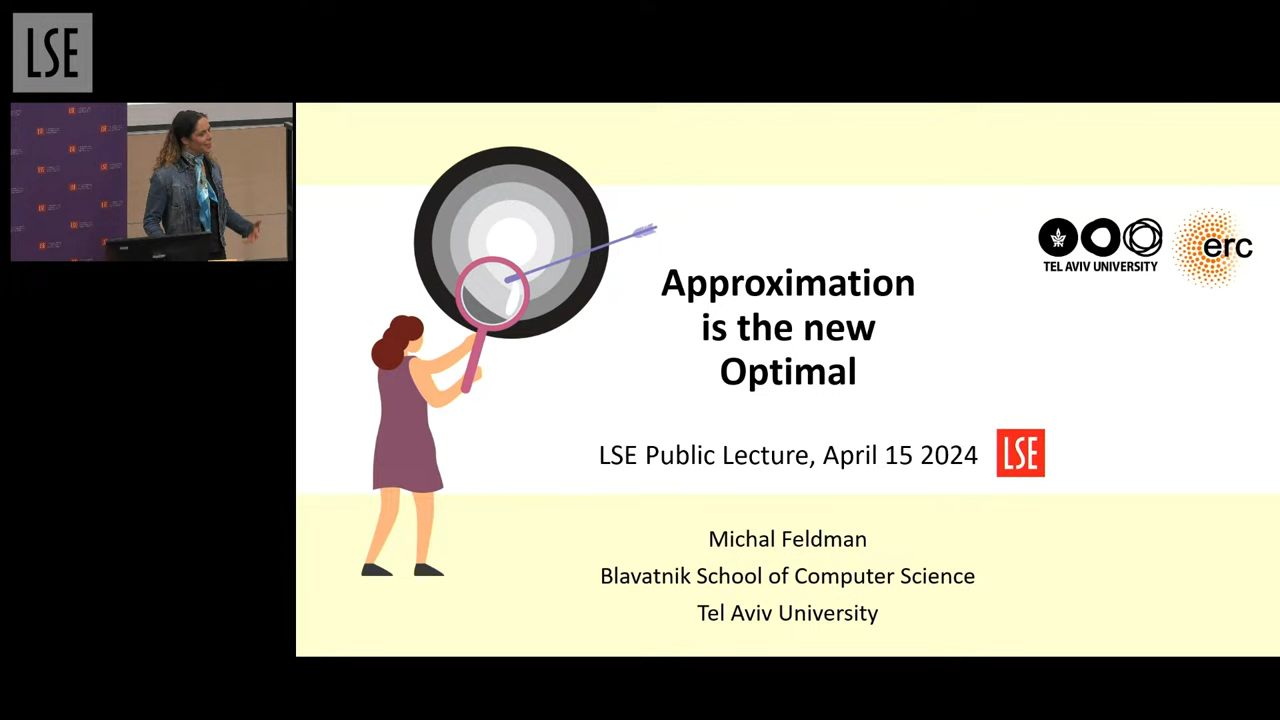 LSE
Approximation
is the new
Optimal
TEL AVIV UNIVERSITY
erc
LSE Public Lecture, April 15 2024
LSE
Michal Feldman
Blavatnik School of Computer Science
Tel Aviv University